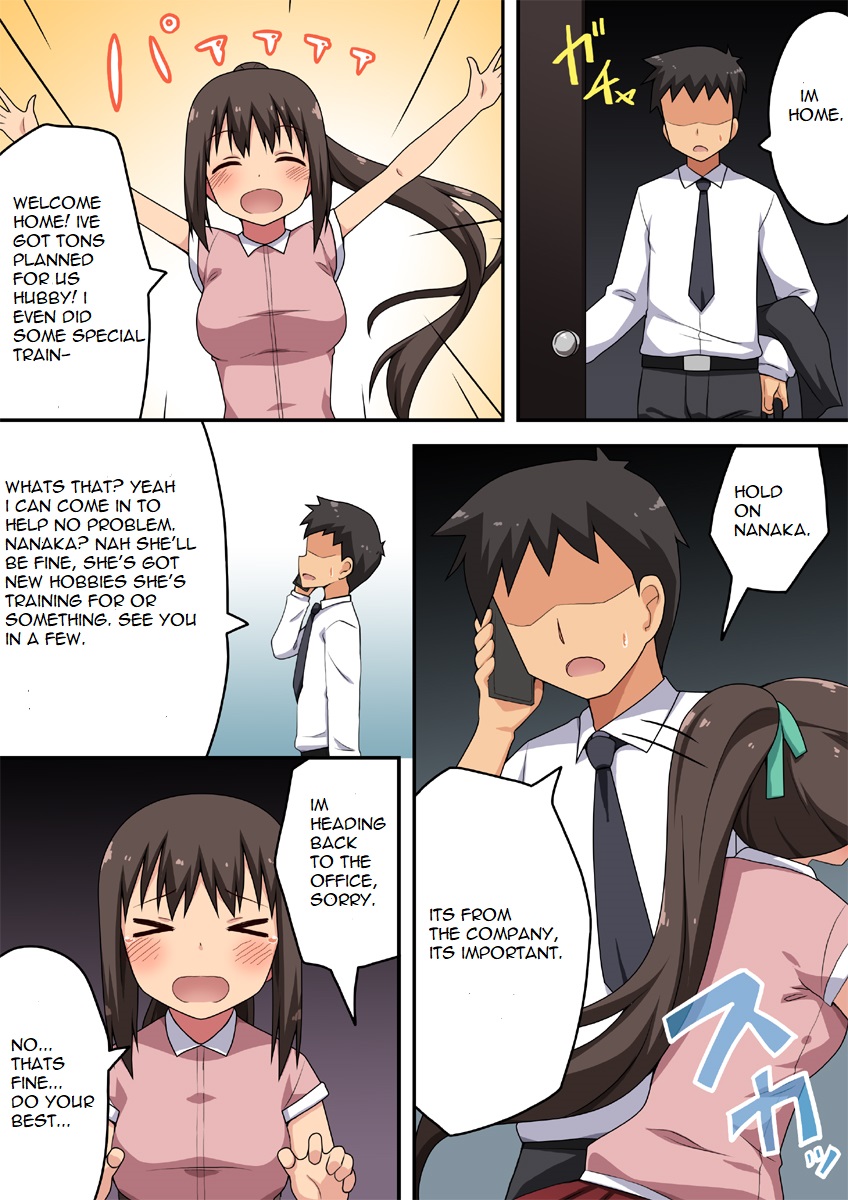 IM
HOME.
ガチャ
パァァァァ
WELCOME
HOME! IVE
GOT TONS
PLANNED
FOR US
HUBBY! I
EVEN DID
SOME SPECIAL
TRAIN-
HOLD
ON
NANAKA.
ITS FROM
THE COMPANY,
ITS IMPORTANT.
スカッ
WHATS THAT? YEAH
I CAN COME IN TO
HELP NO PROBLEM.
NANAKA? NAH SHE'LL
BE FINE, SHE'S GOT
NEW HOBBIES SHE'S
TRAINING FOR OR
SOMETHING. SEE YOU
IN A FEW.
IM
HEADING
BACK
TO THE
OFFICE,
SORRY.
NO...
THATS
FINE...
DO YOUR
BEST...